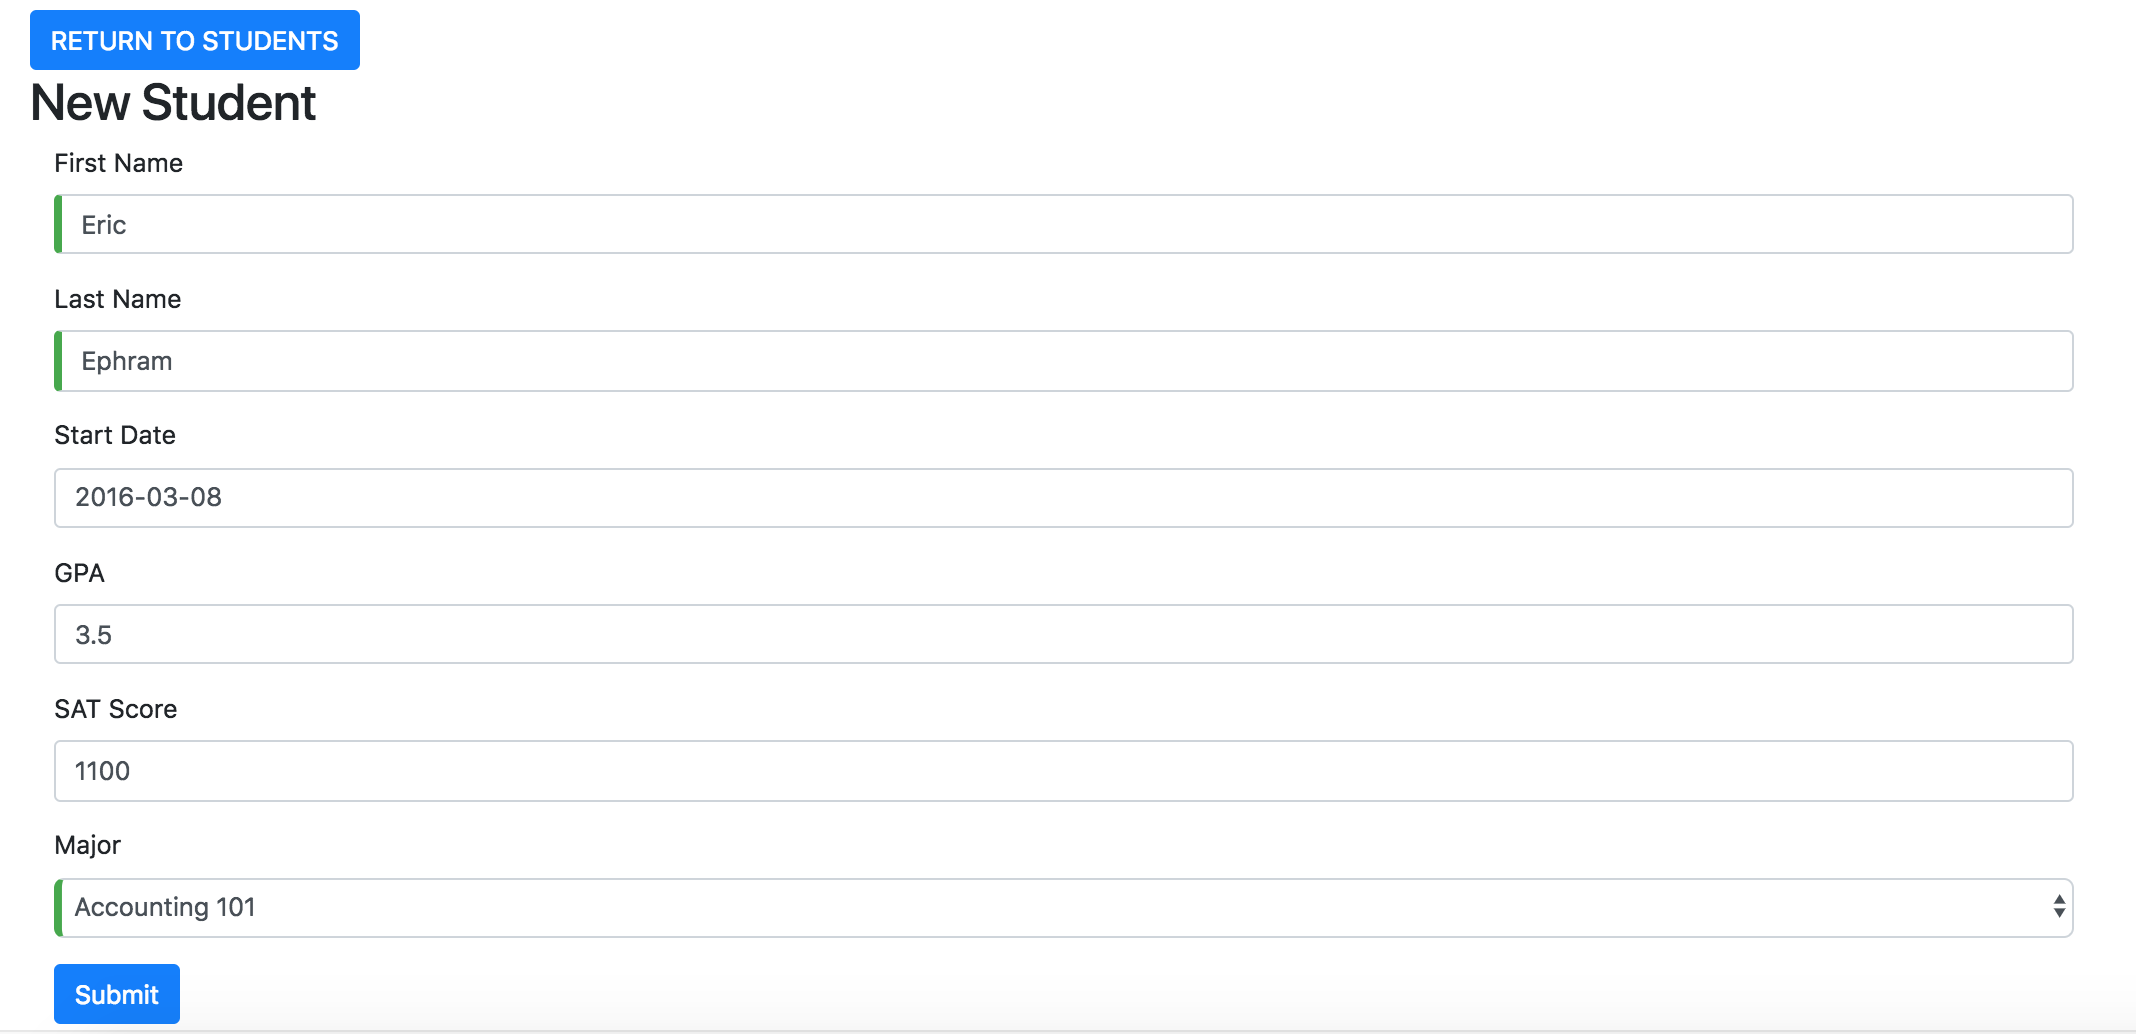 RETURN TO STUDENTS
New Student
First Name
Eric
Last Name
Ephram
Start Date
2016-03-08
GPA
3.5
SAT Score
1100
Major
Accounting 101
Submit